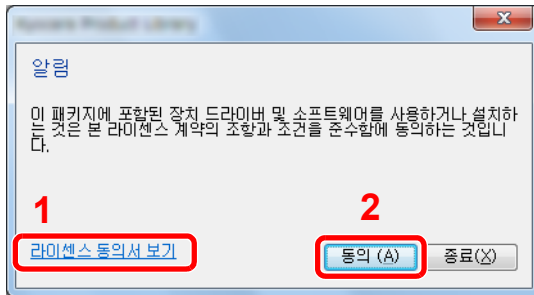 알림
이 패키지에 포함된 장치 드라이버 및 소프트웨어를 사용하거나 설치하
는 것은 본 라이센스 계약의 조항과 조건을 준수함에 동의하는 것입니
다.
1
2
라이센스 동의서 보기
동의 (A)
종료(X)